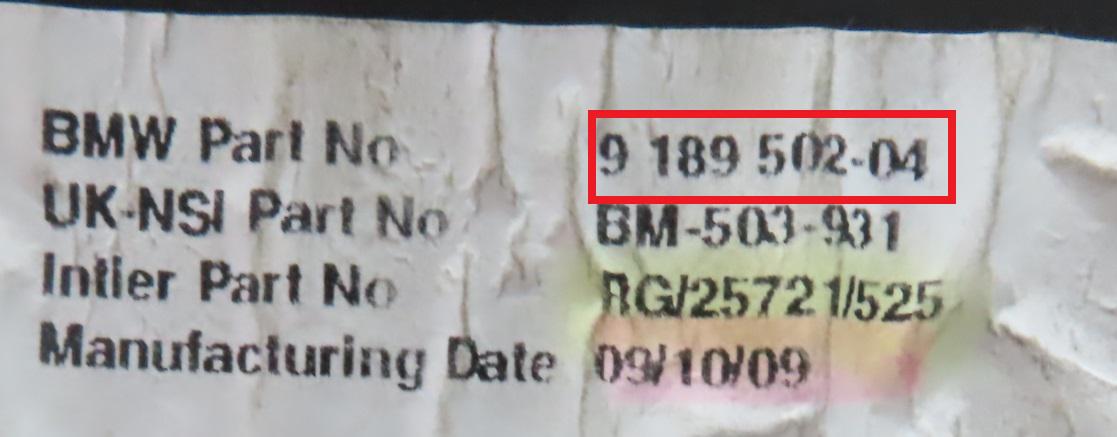 BMW Part No 9 189 502-04
UK-NSI Part No BM-503-931
Intier Part No RG/25721/525
Manufacturing Date 09/10/09